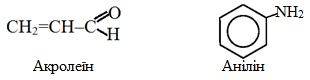 CH₂=CH–C
O
H
NH₂
Акролеїн
Анілін